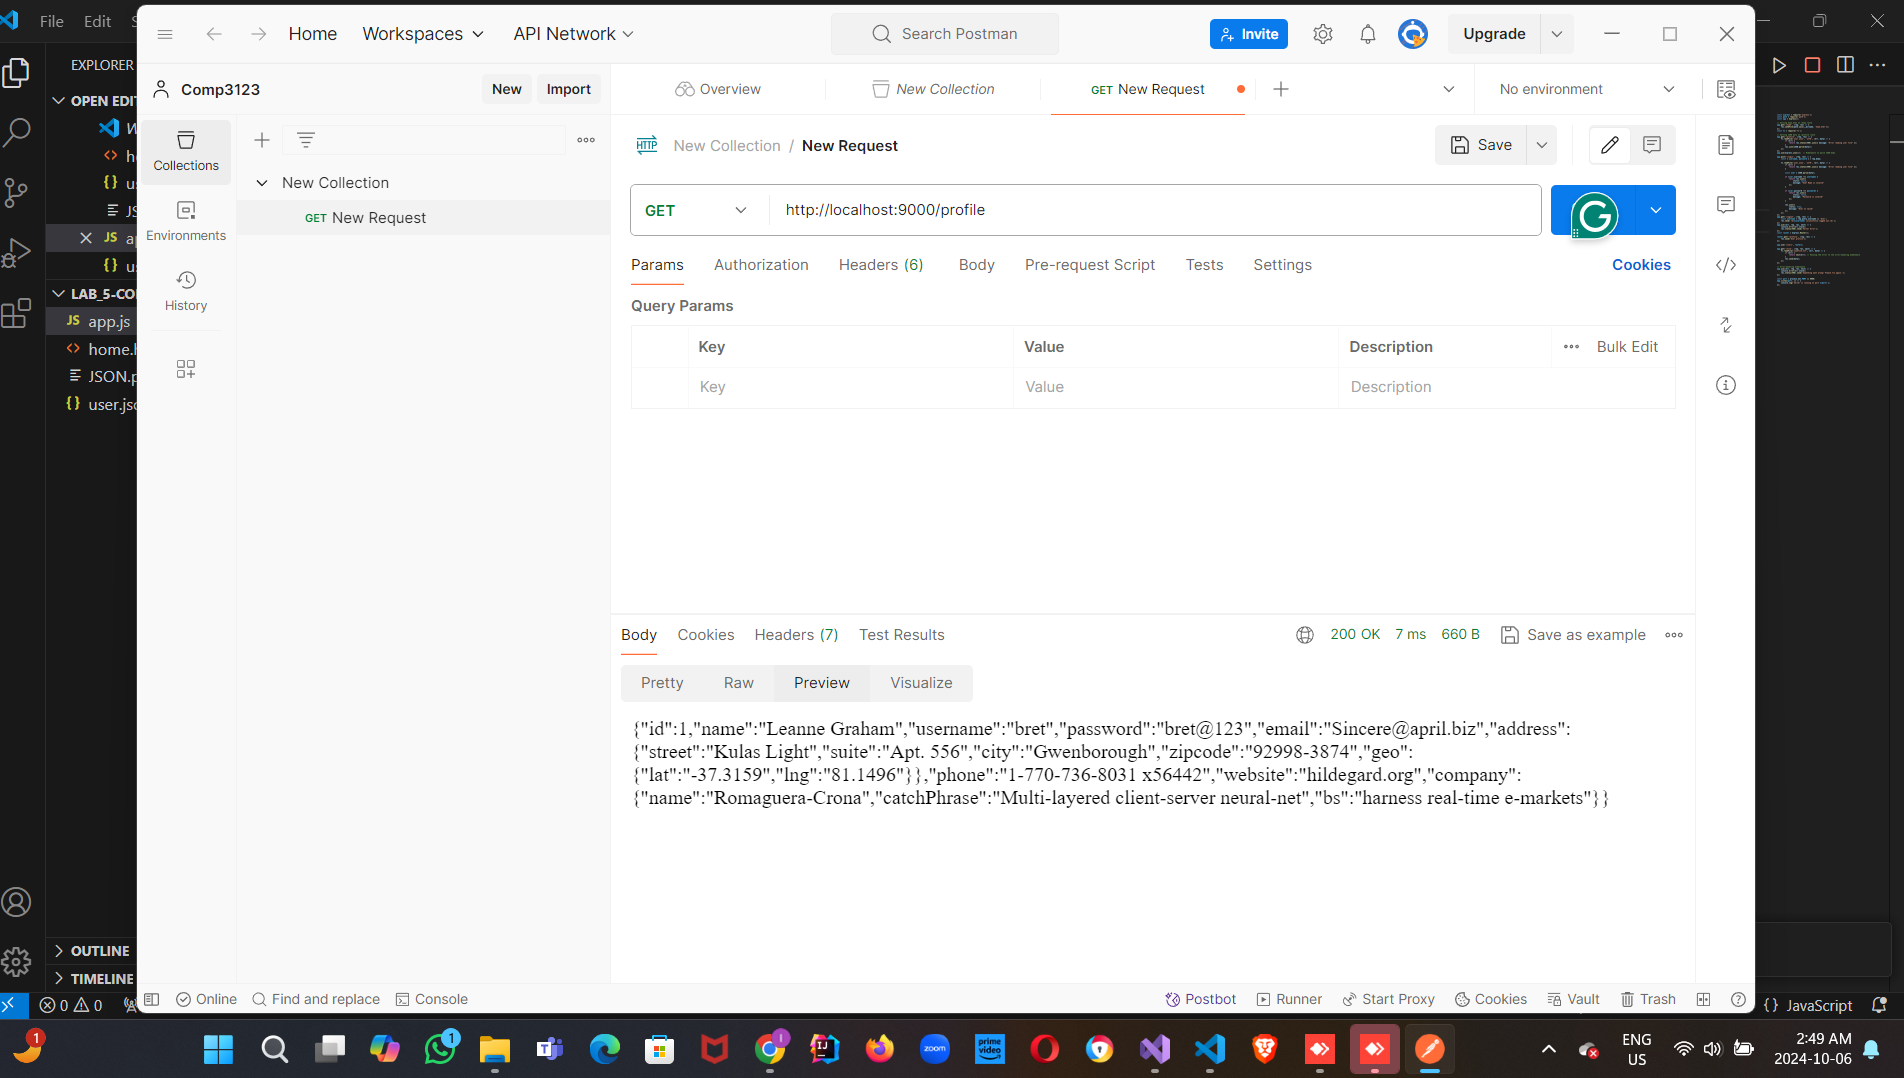 File Edit
Home Workspaces API Network Search Postman Invite Upgrade
EXPLORER
Comp3123 New Import Overview New Collection GET New Request No environment
OPEN EDI
Collections
New Collection / New Request Save
New Collection
GET New Request
GET http://localhost:9000/profile
Environments
Params Authorization Headers (6) Body Pre-request Script Tests Settings Cookies
History
Query Params
Key Value Description Bulk Edit
Key Value Description
LAB_5-CO
JS app.js
home.h
JSON.p
user.jso
Body Cookies Headers (7) Test Results 200 OK 7 ms 660 B Save as example
Pretty Raw Preview Visualize
{"id":1,"name":"Leanne Graham","username":"bret","password":"bret@123","email":"Sincere@april.biz","address":
{"street":"Kulas Light","suite":"Apt. 556","city":"Gwenborough","zipcode":"92998-3874","geo":
{"lat":"-37.3159","lng":"81.1496"}},"phone":"1-770-736-8031 x56442","website":"hildegard.org","company":
{"name":"Romaguera-Crona","catchPhrase":"Multi-layered client-server neural-net","bs":"harness real-time e-markets"}}
OUTLINE
TIMELINE
0 0 Online Find and replace Console Postbot Runner Start Proxy Cookies Vault Trash {} JavaScript
1 1 zoom prime video ENG US
2:49 AM
2024-10-06